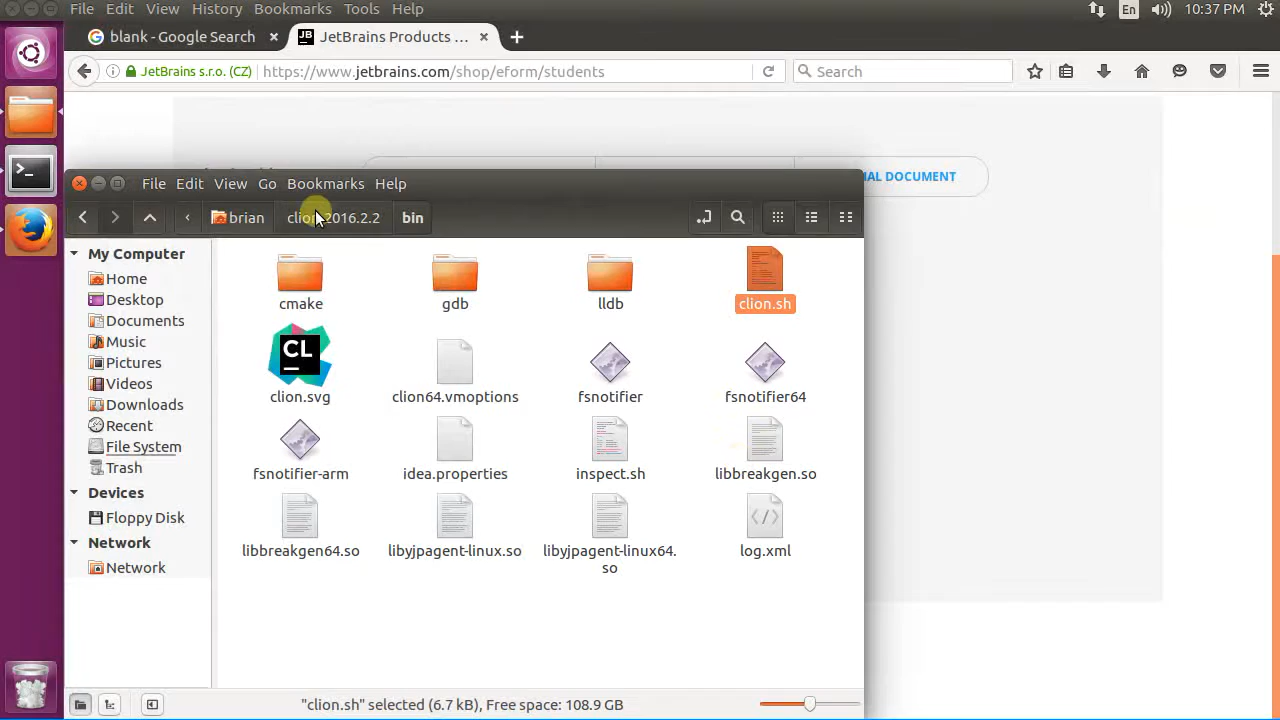 File Edit View History Bookmarks Tools Help
En 10:37 PM
blank - Google Search × JB JetBrains Products ... × +
JetBrains s.r.o. (CZ) https://www.jetbrains.com/shop/eform/students Search
IAL DOCUMENT
File Edit View Go Bookmarks Help
brian clion-2016.2.2 bin
My Computer
Home
Desktop
Documents
Music
Pictures
Videos
Downloads
Recent
File System
Trash
Devices
Floppy Disk
Network
Network
cmake gdb lldb clion.sh
CL
clion.svg clion64.vmoptions fsnotifier fsnotifier64
fsnotifier-arm idea.properties inspect.sh libbreakgen.so
libbreakgen64.so libyjpagent-linux.so libyjpagent-linux64.
so log.xml
"clion.sh" selected (6.7 kB), Free space: 108.9 GB